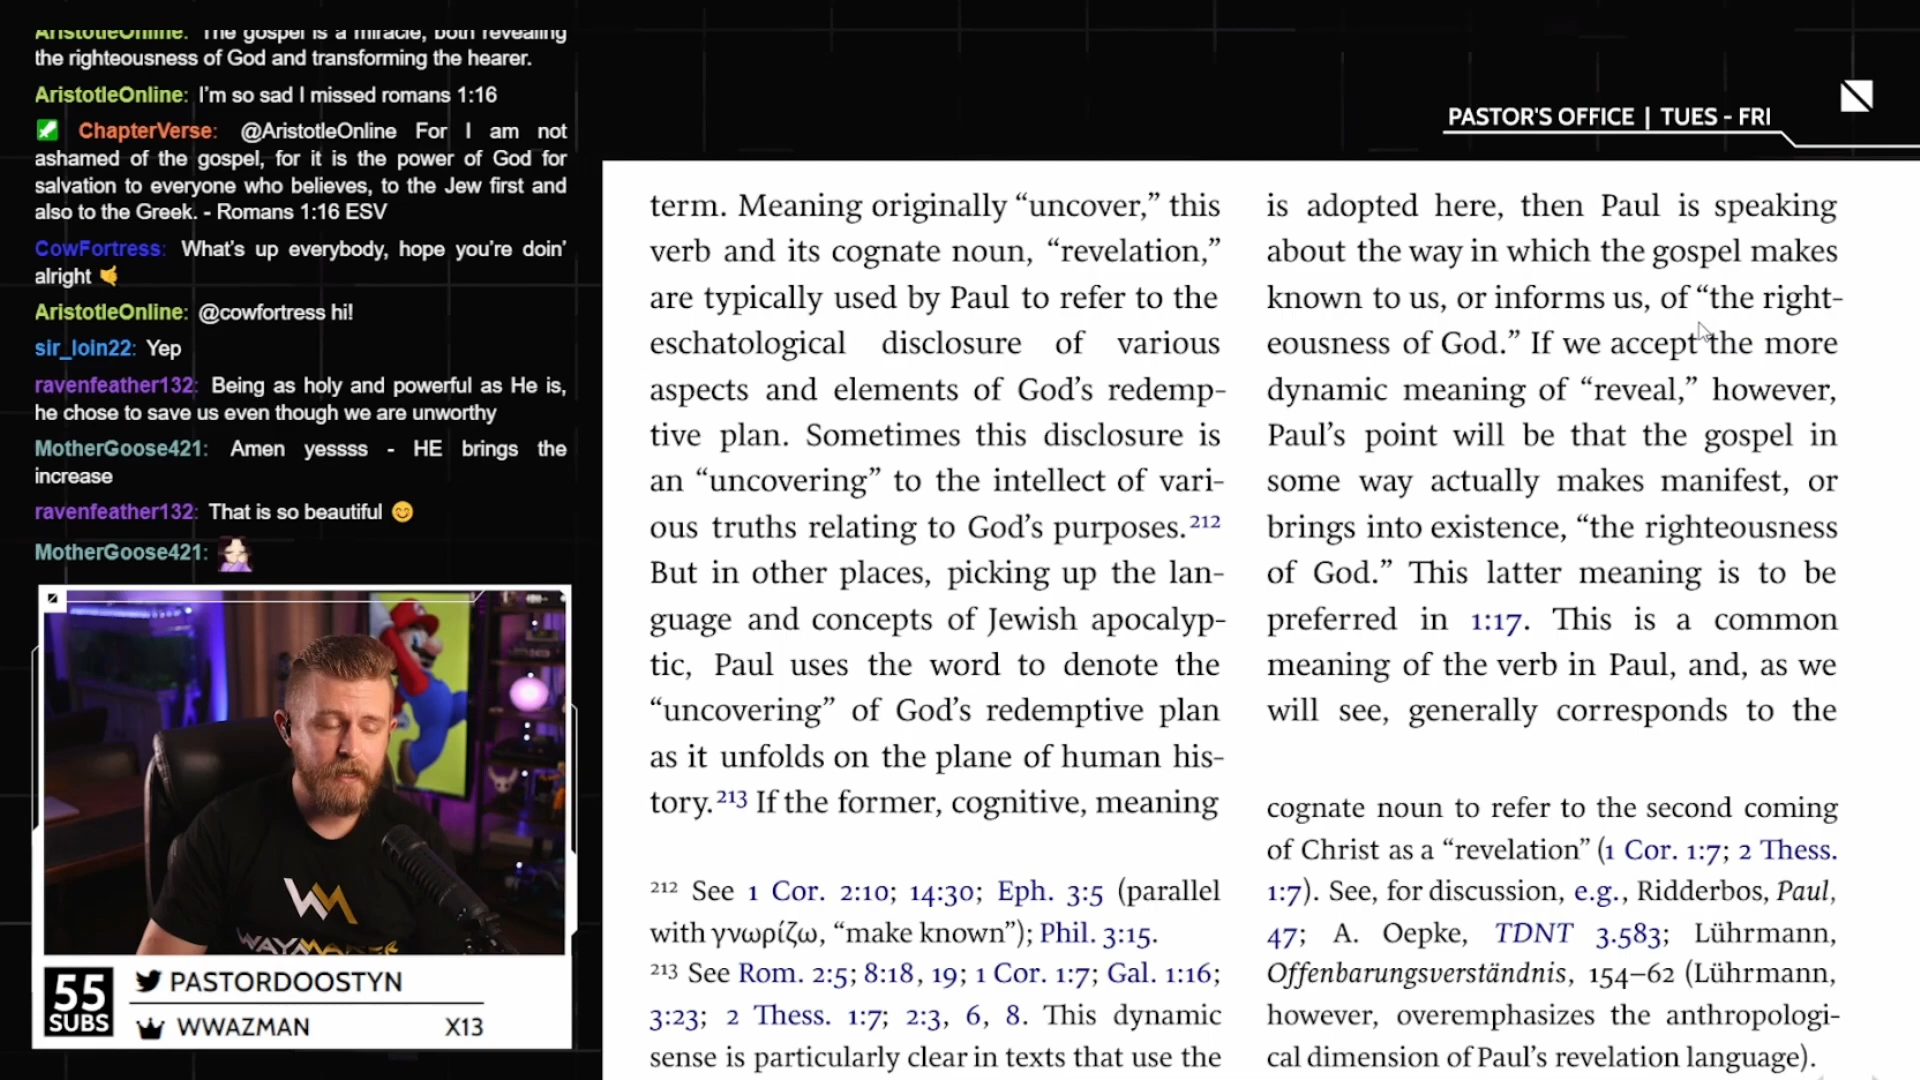 AristotleOnline: The gospel is a miracle, both revealing
the righteousness of God and transforming the hearer.
AristotleOnline: I'm so sad I missed romans 1:16
ChapterVerse: @AristotleOnline For I am not
ashamed of the gospel, for it is the power of God for
salvation to everyone who believes, to the Jew first and
also to the Greek. - Romans 1:16 ESV
CowFortress: What's up everybody, hope you're doin'
alright
AristotleOnline: @cowfortress hi!
sir_loin22: Yep
ravenfeather132: Being as holy and powerful as He is,
he chose to save us even though we are unworthy
MotherGoose421: Amen yessss - HE brings the
increase
ravenfeather132: That is so beautiful
MotherGoose421:
WM
WAYMAKER
55
SUBS
PASTORDOOSTYN
WWAZMAN X13
PASTOR'S OFFICE | TUES - FRI
term. Meaning originally “uncover,” this
verb and its cognate noun, “revelation,”
are typically used by Paul to refer to the
eschatological disclosure of various
aspects and elements of God’s redemp-
tive plan. Sometimes this disclosure is
an “uncovering” to the intellect of vari-
ous truths relating to God’s purposes.212
But in other places, picking up the lan-
guage and concepts of Jewish apocalyp-
tic, Paul uses the word to denote the
“uncovering” of God’s redemptive plan
as it unfolds on the plane of human his-
tory.213 If the former, cognitive, meaning
212 See 1 Cor. 2:10; 14:30; Eph. 3:5 (parallel
with γνωρίζω, “make known”); Phil. 3:15.
213 See Rom. 2:5; 8:18, 19; 1 Cor. 1:7; Gal. 1:16;
3:23; 2 Thess. 1:7; 2:3, 6, 8. This dynamic
sense is particularly clear in texts that use the
is adopted here, then Paul is speaking
about the way in which the gospel makes
known to us, or informs us, of “the right-
eousness of God.” If we accept the more
dynamic meaning of “reveal,” however,
Paul’s point will be that the gospel in
some way actually makes manifest, or
brings into existence, “the righteousness
of God.” This latter meaning is to be
preferred in 1:17. This is a common
meaning of the verb in Paul, and, as we
will see, generally corresponds to the
cognate noun to refer to the second coming
of Christ as a “revelation” (1 Cor. 1:7; 2 Thess.
1:7). See, for discussion, e.g., Ridderbos, Paul,
47; A. Oepke, TDNT 3.583; Lührmann,
Offenbarungsverständnis, 154–62 (Lührmann,
however, overemphasizes the anthropologi-
cal dimension of Paul’s revelation language).